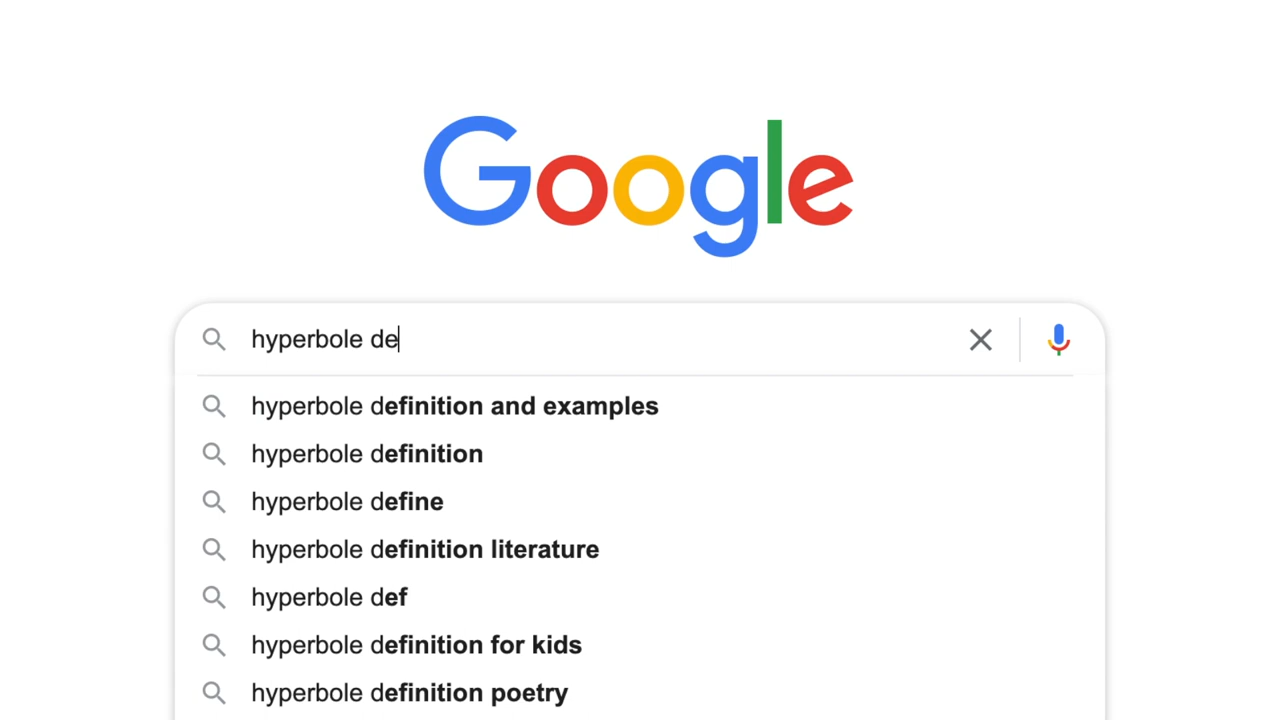 Google
hyperbole de
hyperbole definition and examples
hyperbole definition
hyperbole define
hyperbole definition literature
hyperbole def
hyperbole definition for kids
hyperbole definition poetry